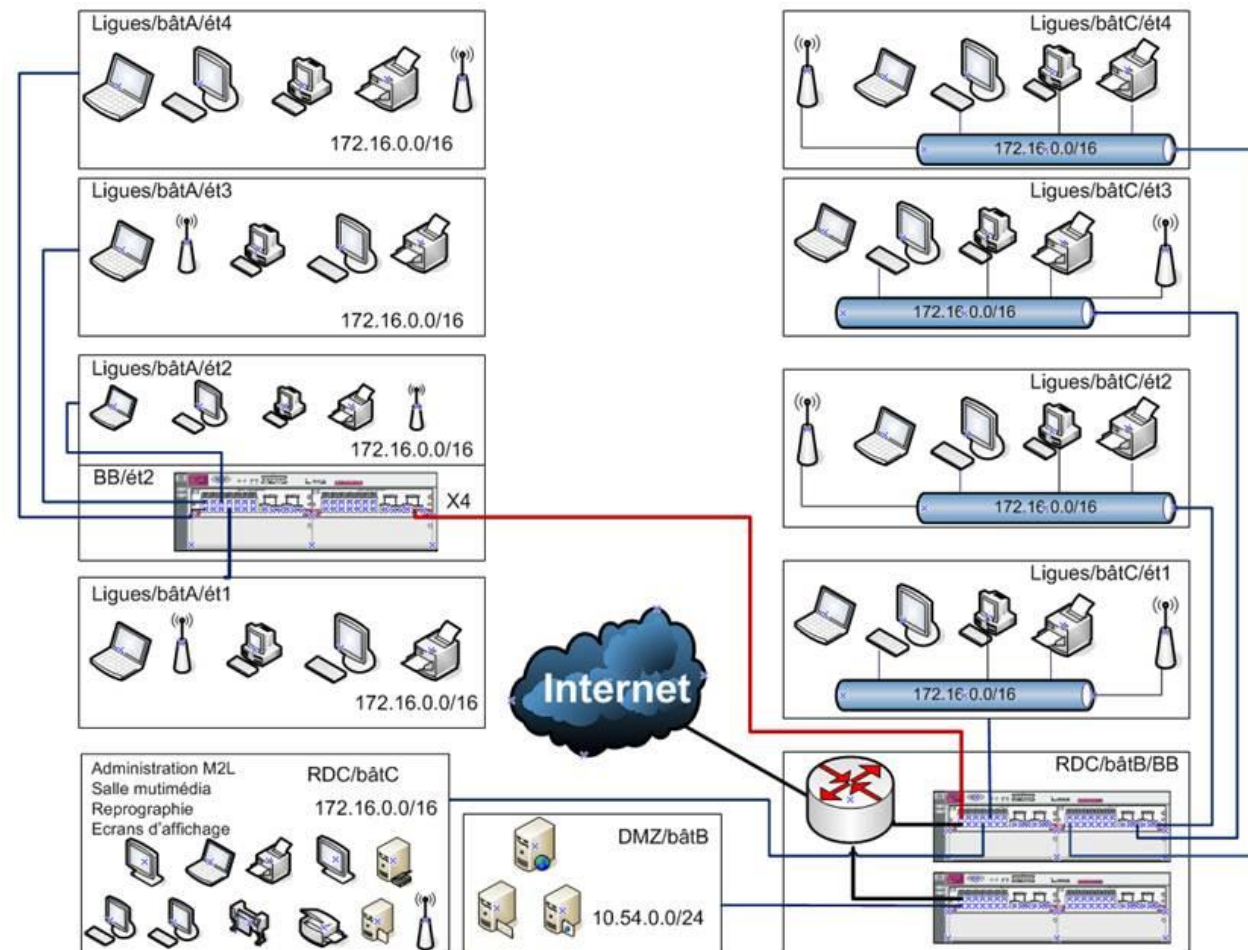 Ligues/bâtA/ét4
172.16.0.0/16
Ligues/bâtA/ét3
172.16.0.0/16
Ligues/bâtA/ét2
172.16.0.0/16
BB/ét2
X4
Ligues/bâtA/ét1
172.16.0.0/16
Administration M2L
Salle mutimédia
Reprographie
Ecrans d'affichage
RDC/bâtC
172.16.0.0/16
Internet
DMZ/bâtB
10.54.0.0/24
Ligues/bâtC/ét4
172.16.0.0/16
Ligues/bâtC/ét3
172.16.0.0/16
Ligues/bâtC/ét2
172.16.0.0/16
Ligues/bâtC/ét1
172.16.0.0/16
RDC/bâtB/BB